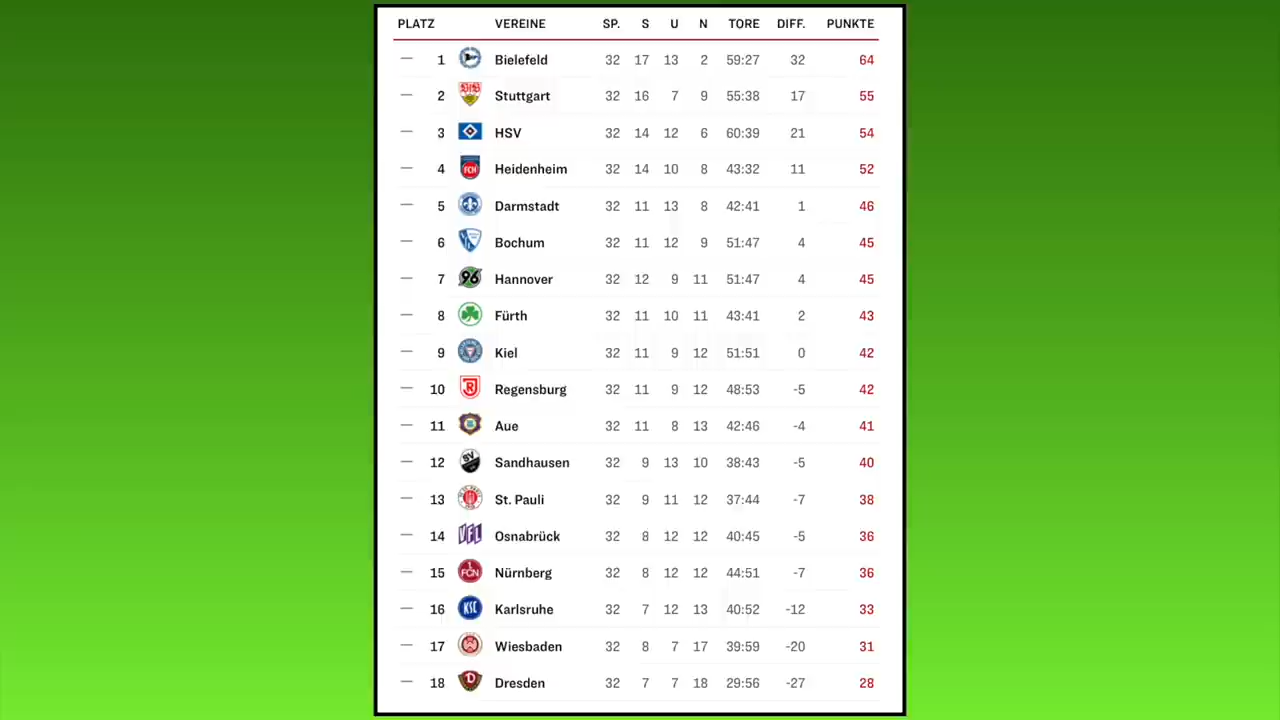 PLATZ VEREINE SP. S U N TORE DIFF. PUNKTE
— 1 Bielefeld 32 17 13 2 59:27 32 64
— 2 Stuttgart 32 16 7 9 55:38 17 55
— 3 HSV 32 14 12 6 60:39 21 54
— 4 FCH Heidenheim 32 14 10 8 43:32 11 52
— 5 Darmstadt 32 11 13 8 42:41 1 46
— 6 Bochum 32 11 12 9 51:47 4 45
— 7 96 Hannover 32 12 9 11 51:47 4 45
— 8 Fürth 32 11 10 11 43:41 2 43
— 9 Kiel 32 11 9 12 51:51 0 42
— 10 R Regensburg 32 11 9 12 48:53 -5 42
— 11 Aue 32 11 8 13 42:46 -4 41
— 12 SV Sandhausen 32 9 13 10 38:43 -5 40
— 13 St. Pauli 32 9 11 12 37:44 -7 38
— 14 VFL Osnabrück 32 8 12 12 40:45 -5 36
— 15 1. FCN Nürnberg 32 8 12 12 44:51 -7 36
— 16 KSC Karlsruhe 32 7 12 13 40:52 -12 33
— 17 Wiesbaden 32 8 7 17 39:59 -20 31
— 18 D Dresden 32 7 7 18 29:56 -27 28